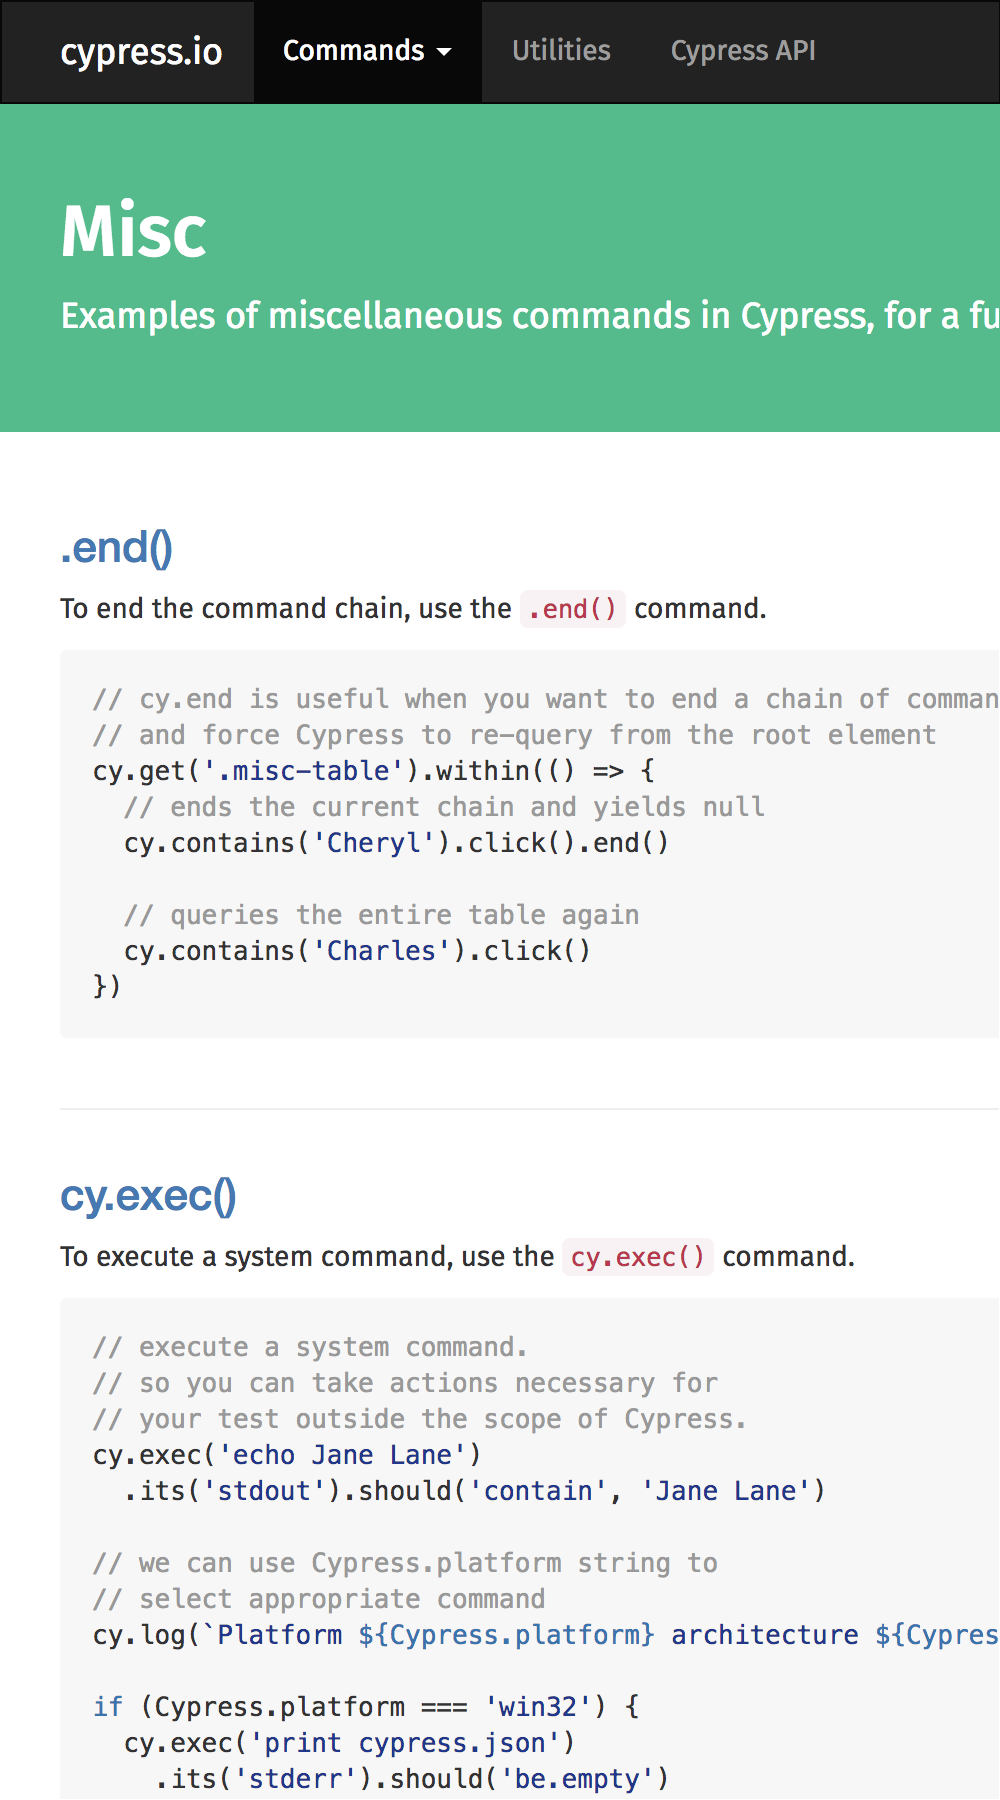 cypress.io Commands Utilities Cypress API
Misc
Examples of miscellaneous commands in Cypress, for a fu
.end()
To end the command chain, use the .end() command.
// cy.end is useful when you want to end a chain of comman
// and force Cypress to re-query from the root element
cy.get('.misc-table').within(() => {
  // ends the current chain and yields null
  cy.contains('Cheryl').click().end()
  // queries the entire table again
  cy.contains('Charles').click()
})
cy.exec()
To execute a system command, use the cy.exec() command.
// execute a system command.
// so you can take actions necessary for
// your test outside the scope of Cypress.
cy.exec('echo Jane Lane')
  .its('stdout').should('contain', 'Jane Lane')
// we can use Cypress.platform string to
// select appropriate command
cy.log(`Platform ${Cypress.platform} architecture ${Cypres
if (Cypress.platform === 'win32') {
  cy.exec('print cypress.json')
    .its('stderr').should('be.empty')